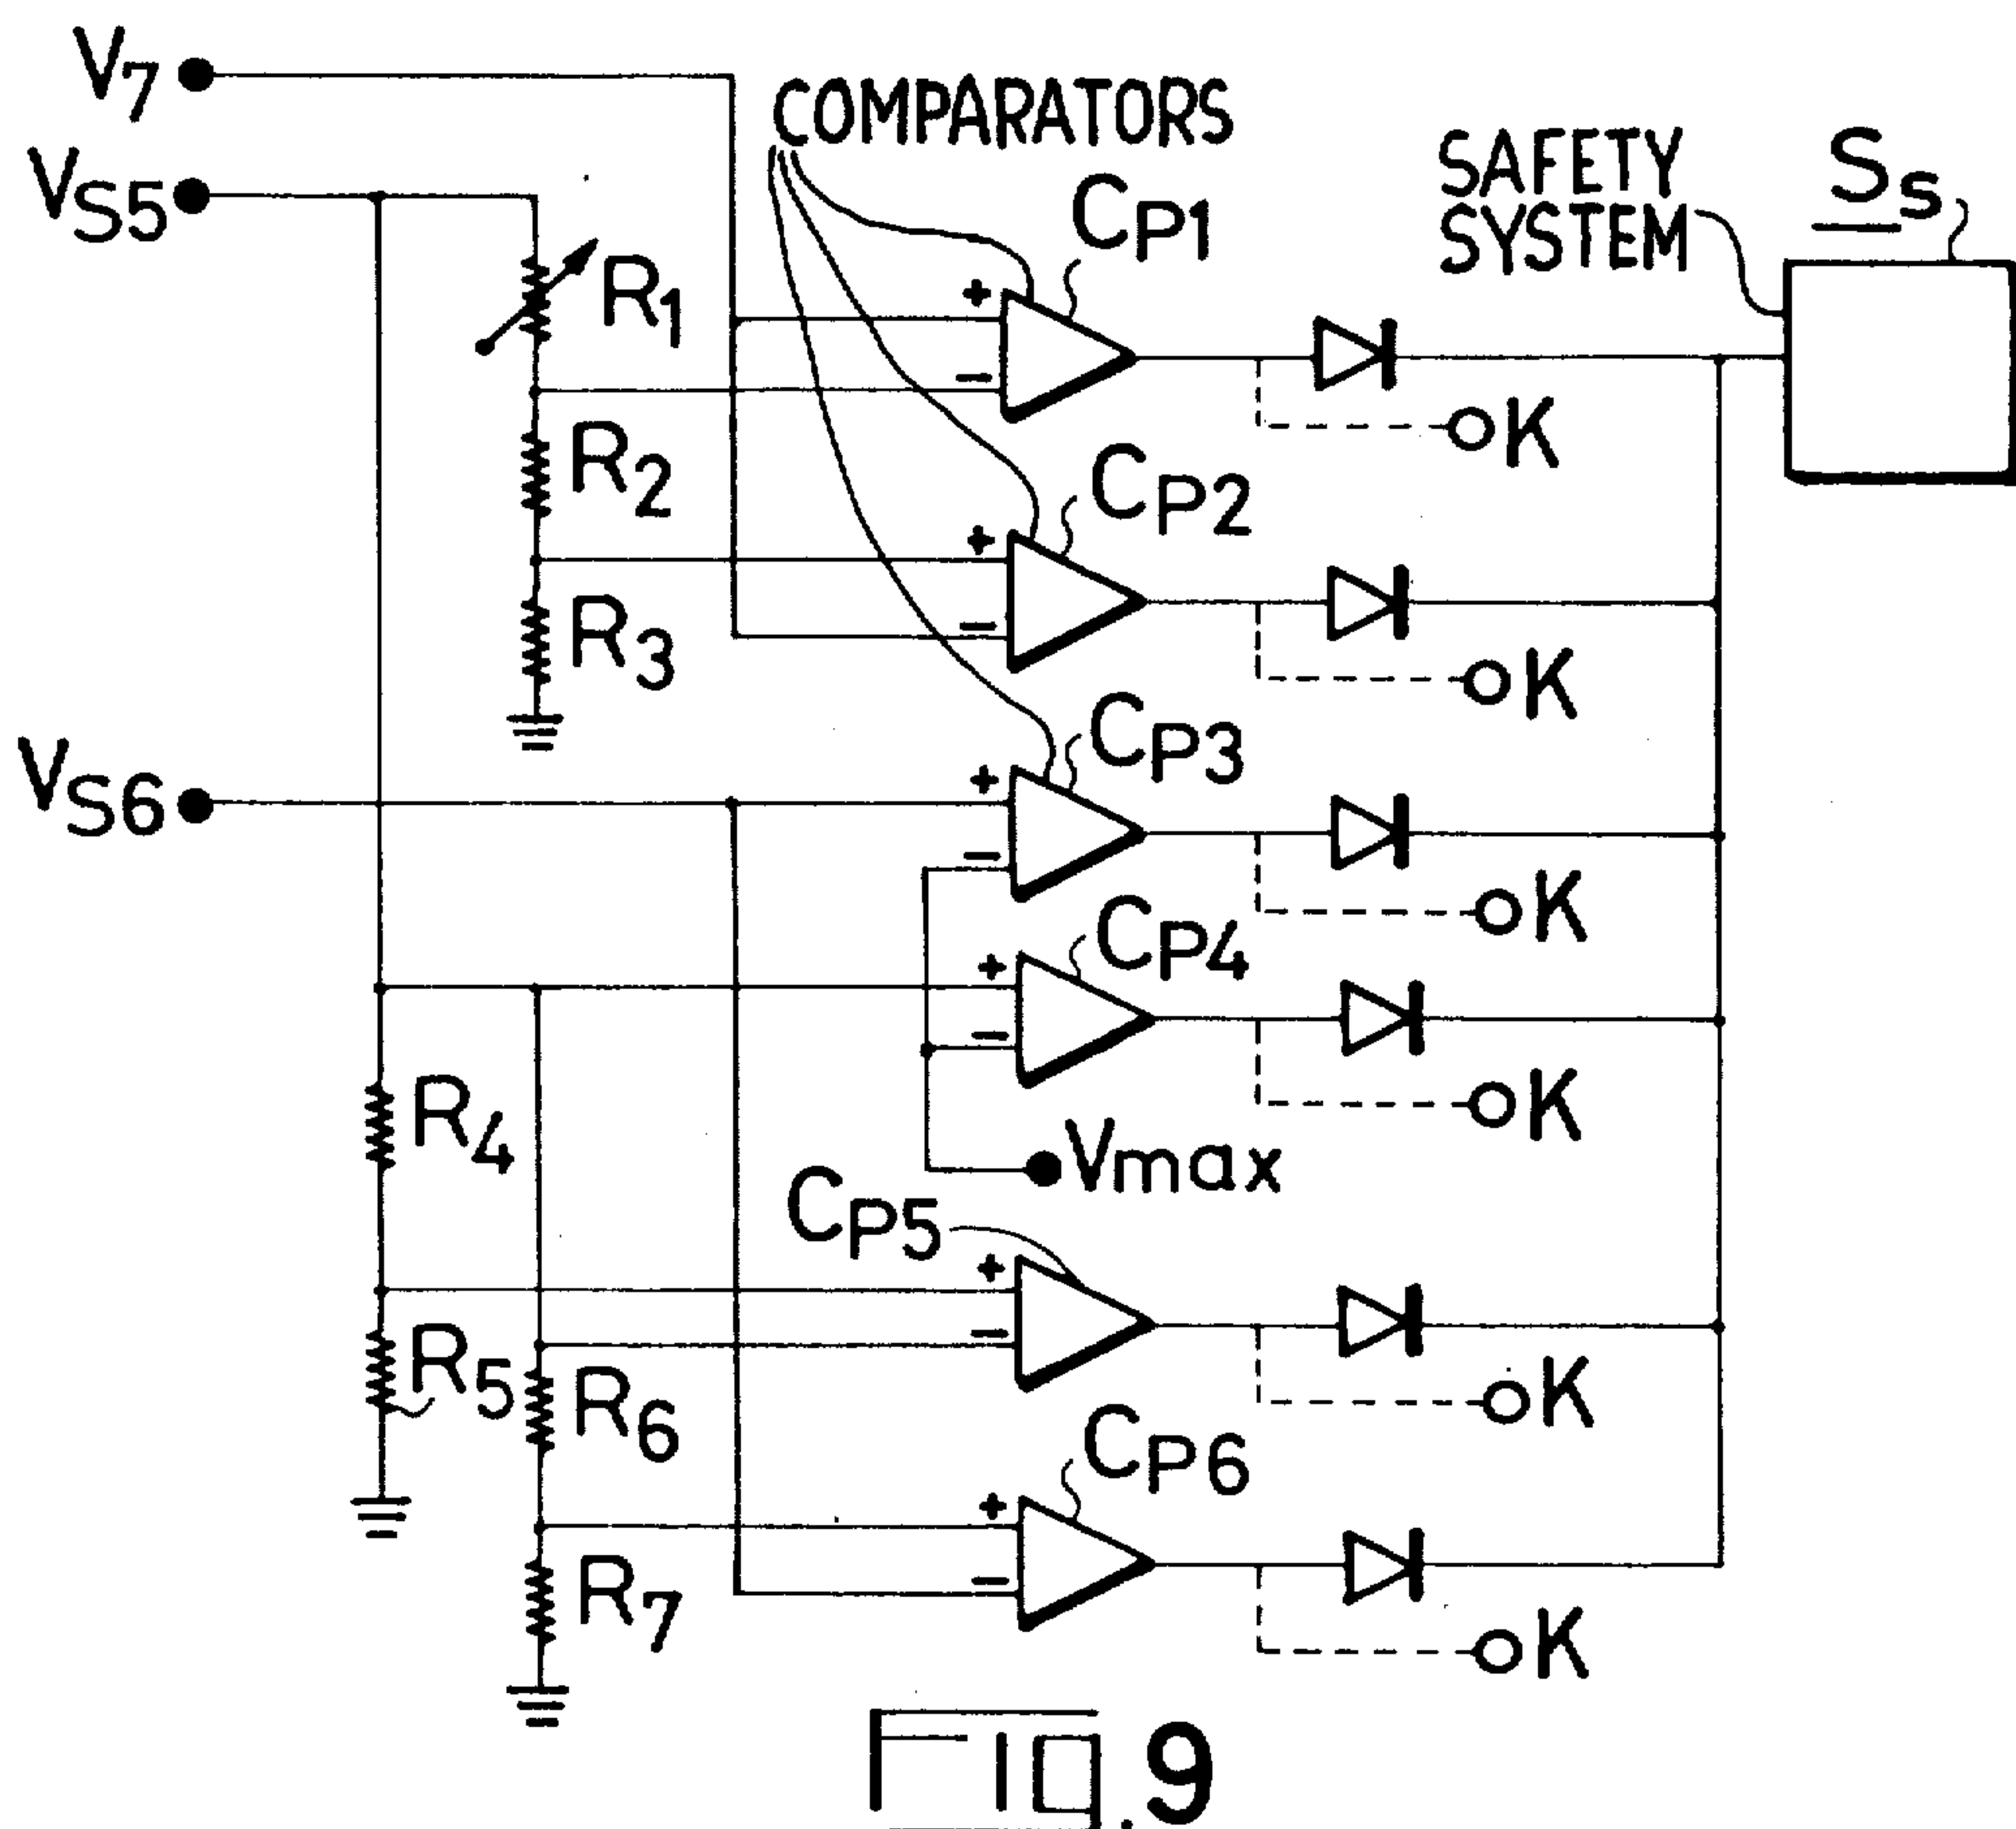 V7
COMPARATORS
VS5
SAFETY
SYSTEM
SS
CP1
+
R1
−
K
R2
CP2
+
R3
−
K
CP3
VS6
+
−
K
CP4
+
−
R4
K
Vmax
CP5
+
−
R5
R6
K
CP6
+
R7
−
K
FIG.9